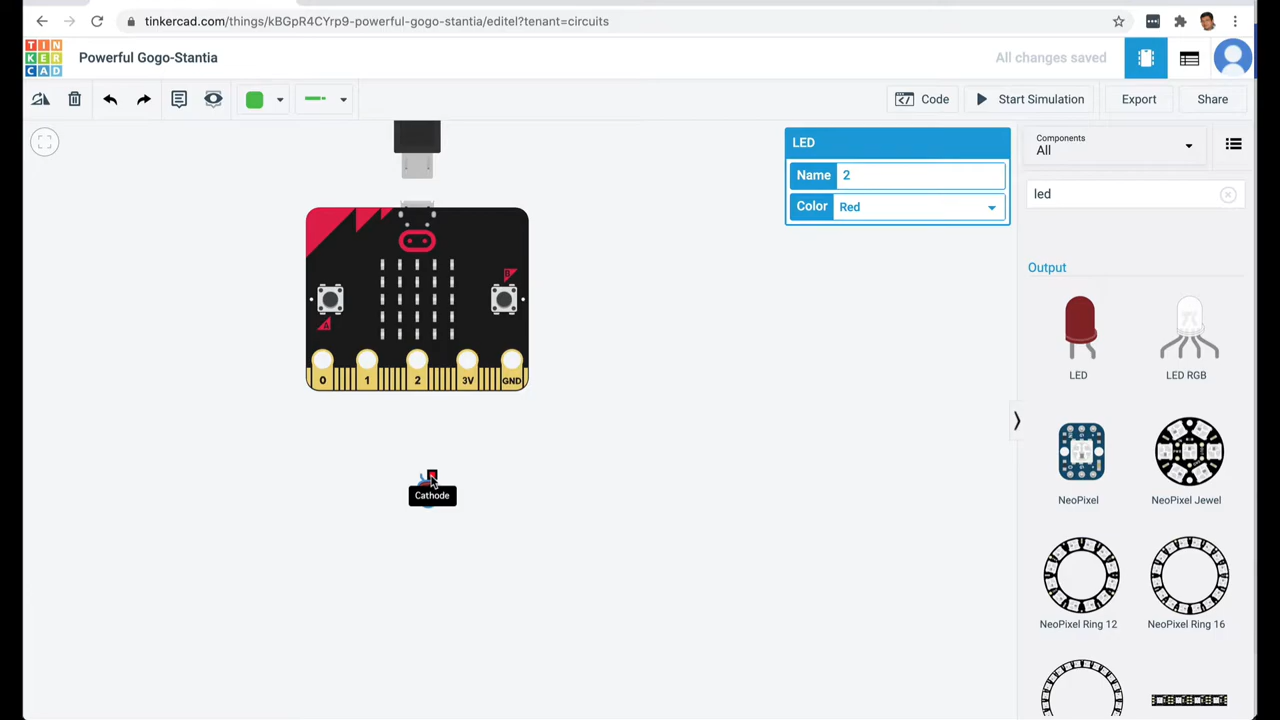 tinkercad.com/things/kBGpR4CYrp9-powerful-gogo-stantia/editel?tenant=circuits
TIN
KER
CAD
Powerful Gogo-Stantia
All changes saved
Code
Start Simulation
Export
Share
LED
Name 2
Color Red
Components
All
led
Output
LED
LED RGB
NeoPixel
NeoPixel Jewel
NeoPixel Ring 12
NeoPixel Ring 16
A
B
0 1 2 3V GND
Cathode